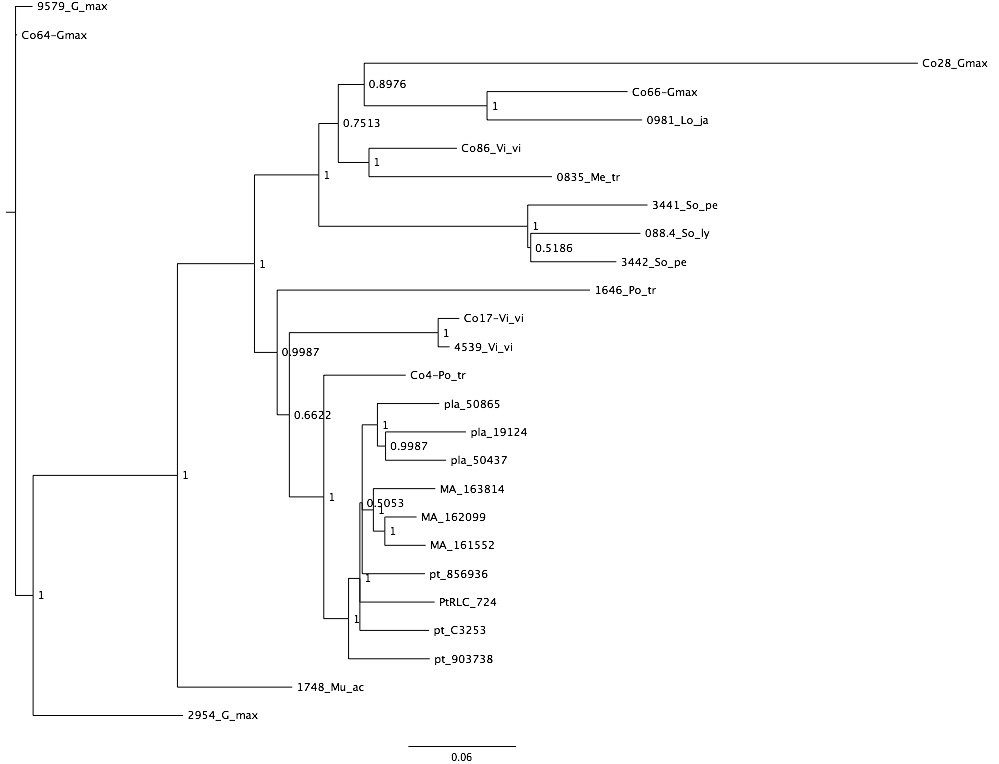 9579_G_max
Co64-Gmax
Co28_Gmax
0.8976
Co66-Gmax
1
0981_Lo_ja
0.7513
Co86_Vi_vi
1
0835_Me_tr
1
3441_So_pe
1
088.4_So_ly
0.5186
3442_So_pe
1
1646_Po_tr
Co17-Vi_vi
1
4539_Vi_vi
0.9987
Co4-Po_tr
pla_50865
0.6622
1
pla_19124
0.9987
pla_50437
1
MA_163814
1
0.5053
1
MA_162099
1
MA_161552
pt_856936
1
1
PtRLC_724
1
pt_C3253
pt_903738
1748_Mu_ac
2954_G_max
0.06